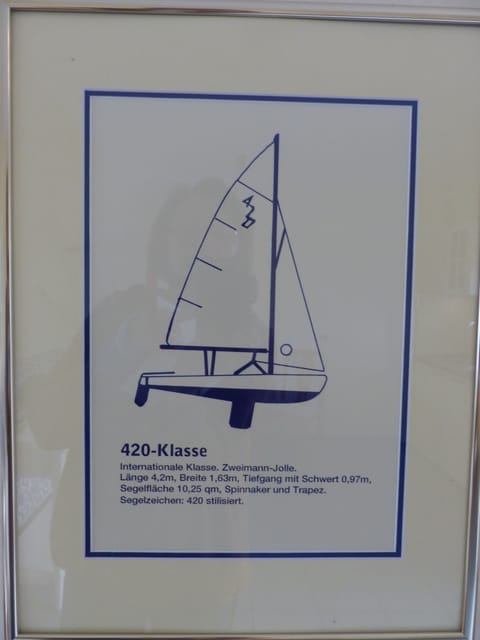 420-Klasse
Internationale Klasse. Zweimann-Jolle.
Länge 4,2m, Breite 1,63m, Tiefgang mit Schwert 0,97m,
Segelfläche 10,25 qm, Spinnaker und Trapez.
Segelzeichen: 420 stilisiert.